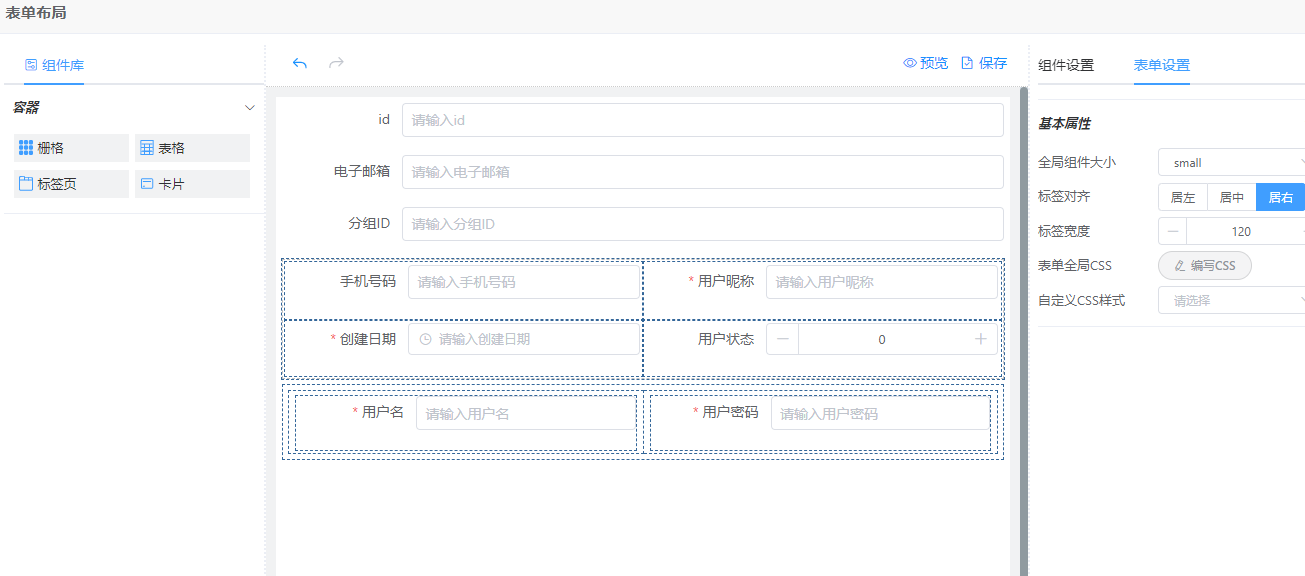 表单布局
组件库
预览 保存
组件设置 表单设置
容器
栅格 表格
标签页 卡片
id 请输入id
电子邮箱 请输入电子邮箱
分组ID 请输入分组ID
* 手机号码 请输入手机号码 * 用户昵称 请输入用户昵称
* 创建日期 请输入创建日期 用户状态 0
* 用户名 请输入用户名 * 用户密码 请输入用户密码
基本属性
全局组件大小 small
标签对齐 居左 居中 居右
标签宽度 120
表单全局CSS 编写CSS
自定义CSS样式 请选择